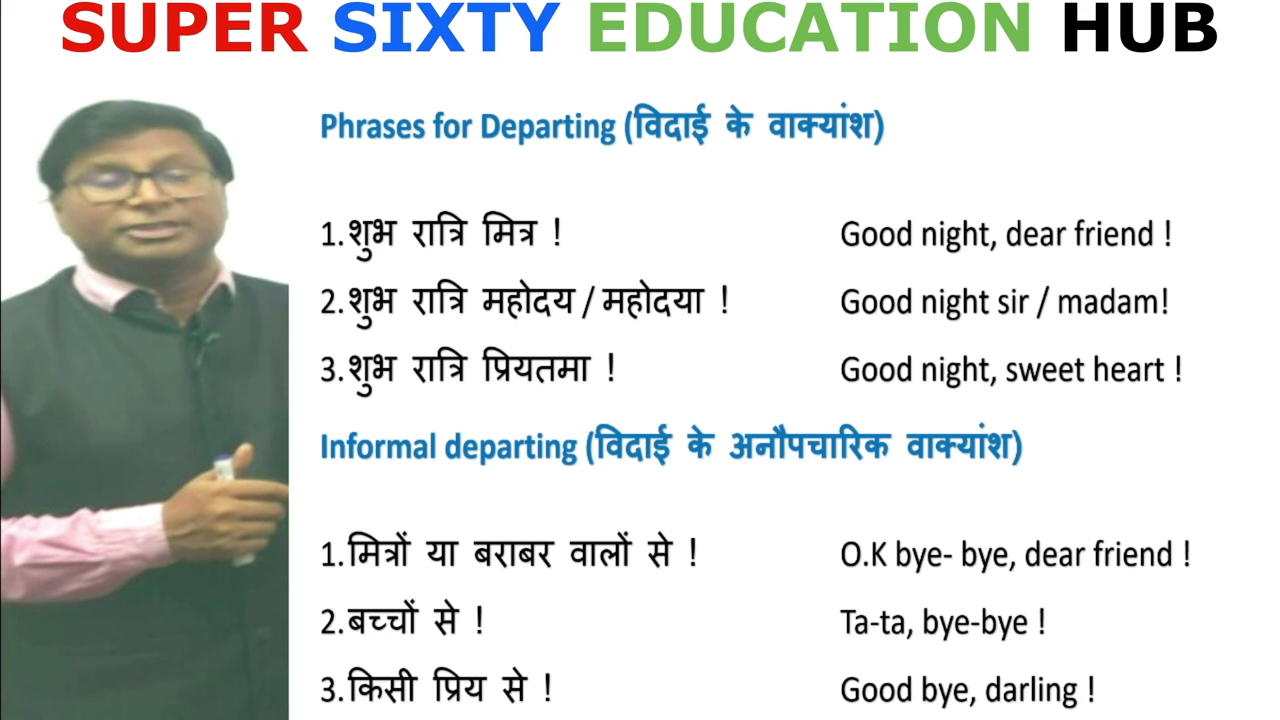 SUPER SIXTY EDUCATION HUB
Phrases for Departing (विदाई के वाक्यांश)
1.शुभ रात्रि मित्र ! Good night, dear friend !
2.शुभ रात्रि महोदय / महोदया ! Good night sir / madam!
3.शुभ रात्रि प्रियतमा ! Good night, sweet heart !
Informal departing (विदाई के अनौपचारिक वाक्यांश)
1.मित्रों या बराबर वालों से ! O.K bye- bye, dear friend !
2.बच्चों से ! Ta-ta, bye-bye !
3.किसी प्रिय से ! Good bye, darling !